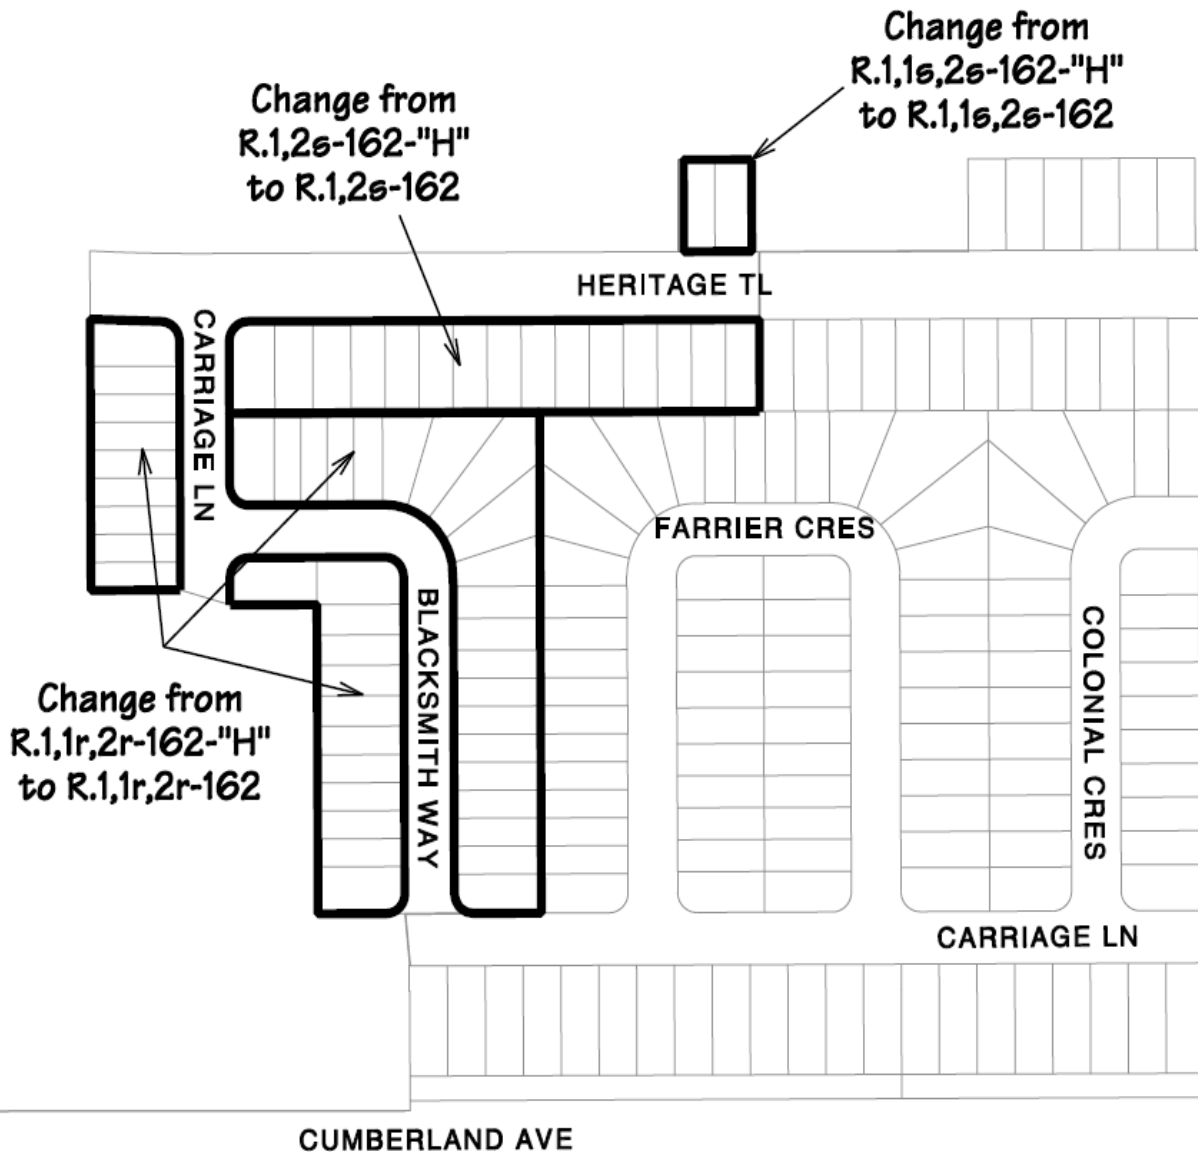 Change from
R.1,1s,2s-162-"H"
to R.1,1s,2s-162
Change from
R.1,2s-162-"H"
to R.1,2s-162
HERITAGE TL
CARRIAGE LN
FARRIER CRES
BLACKSMITH WAY
COLONIAL CRES
Change from
R.1,1r,2r-162-"H"
to R.1,1r,2r-162
CARRIAGE LN
CUMBERLAND AVE